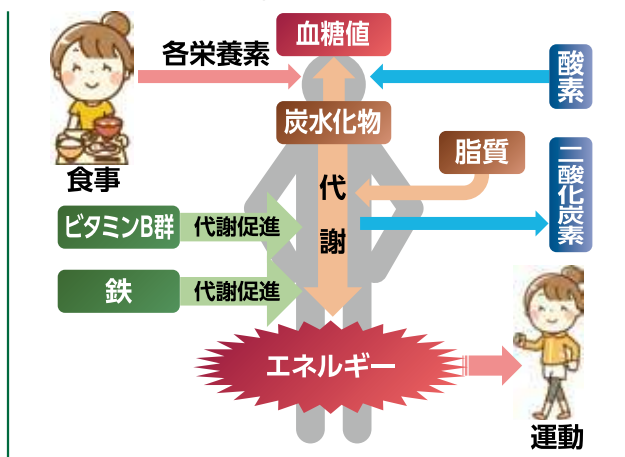 血糖値
各栄養素
酸素
炭水化物
脂質
食事
代謝
二酸化炭素
ビタミンB群
代謝促進
鉄
代謝促進
エネルギー
運動